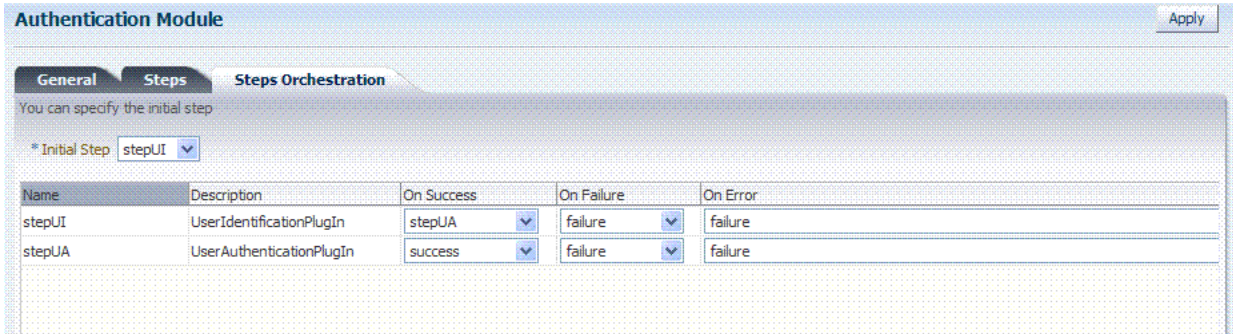 Authentication Module
Apply
General Steps Steps Orchestration
You can specify the initial step
* Initial Step stepUI
Name Description On Success On Failure On Error
stepUI UserIdentificationPlugIn stepUA failure failure
stepUA UserAuthenticationPlugIn success failure failure